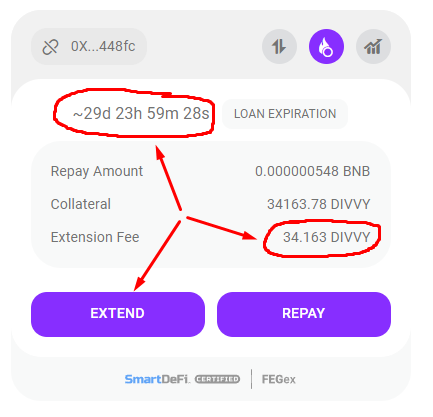 0X...448fc
~29d 23h 59m 28s LOAN EXPIRATION
Repay Amount 0.000000548 BNB
Collateral 34163.78 DIVVY
Extension Fee 34.163 DIVVY
EXTEND REPAY
SmartDeFi. CERTIFIED FEGex